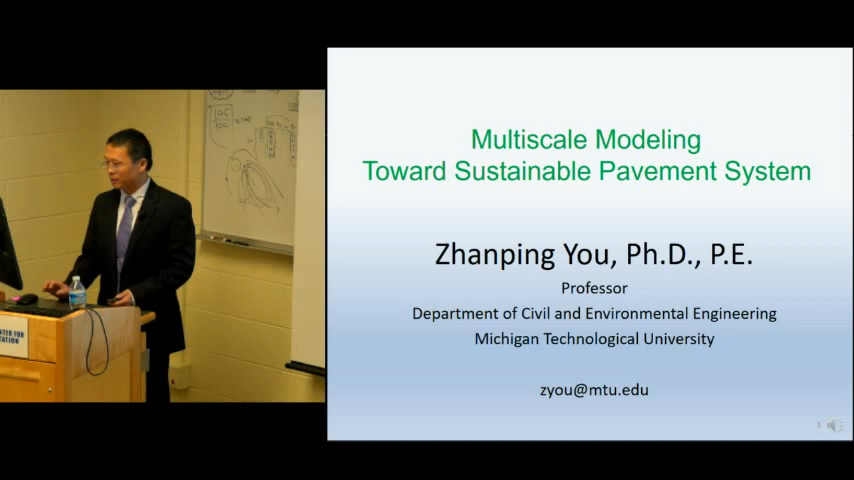 Multiscale Modeling
Toward Sustainable Pavement System
Zhanping You, Ph.D., P.E.
Professor
Department of Civil and Environmental Engineering
Michigan Technological University
zyou@mtu.edu
1